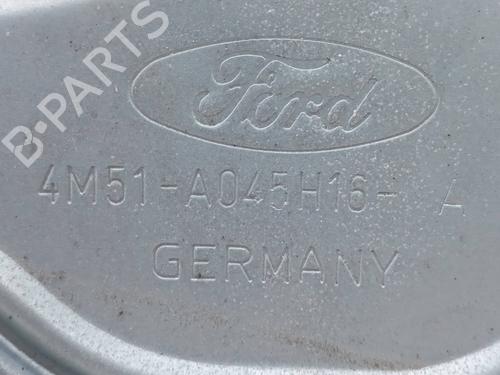 B-PARTS
Ford
4M51-A045H16- A
GERMANY